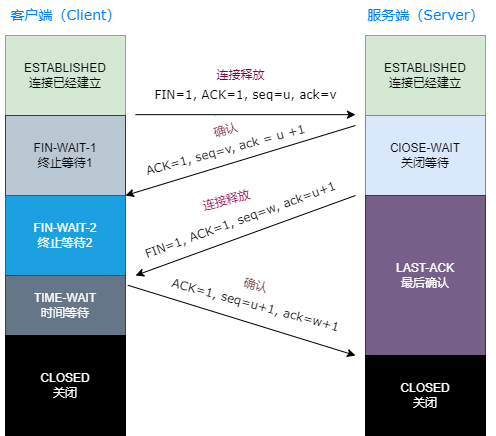 客户端（Client)
服务端（Server)
ESTABLISHED
连接已经建立
连接释放
FIN=1, ACK=1, seq=u, ack=v
ESTABLISHED
连接已经建立
FIN-WAIT-1
终止等待1
确认
ACK=1, seq=v, ack = u +1
ClOSE-WAIT
关闭等待
FIN-WAIT-2
终止等待2
连接释放
FIN=1, ACK=1, seq=w, ack=u+1
LAST-ACK
最后确认
TIME-WAIT
时间等待
确认
ACK=1, seq=u+1, ack=w+1
CLOSED
关闭
CLOSED
关闭